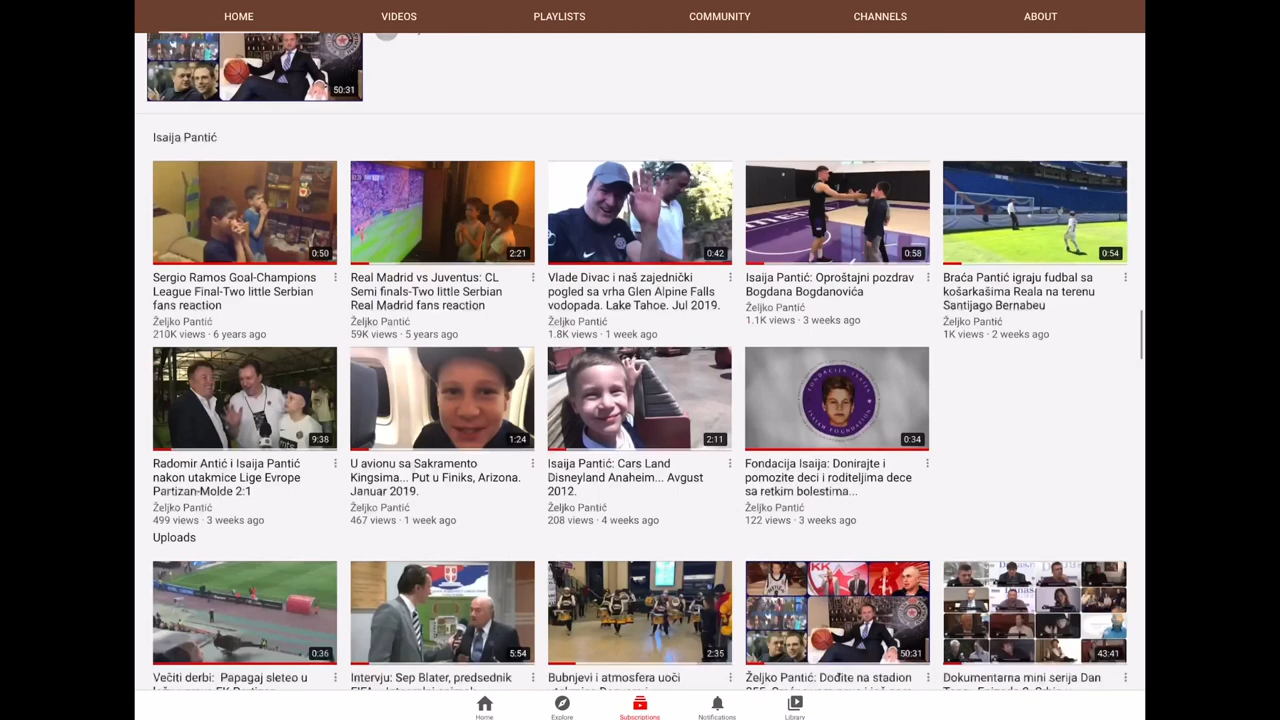 HOME VIDEOS PLAYLISTS COMMUNITY CHANNELS ABOUT
50:31
Isaija Pantić
0:50 2:21 0:42 0:58 0:54
Sergio Ramos Goal-Champions
League Final-Two little Serbian
fans reaction
Željko Pantić
210K views · 6 years ago
Real Madrid vs Juventus: CL
Semi finals-Two little Serbian
Real Madrid fans reaction
Željko Pantić
59K views · 5 years ago
Vlade Divac i naš zajednički
pogled sa vrha Glen Alpine Falls
vodopada. Lake Tahoe. Jul 2019.
Željko Pantić
1.8K views · 1 week ago
Isaija Pantić: Oproštajni pozdrav
Bogdana Bogdanovića
Željko Pantić
1.1K views · 3 weeks ago
Braća Pantić igraju fudbal sa
košarkašima Reala na terenu
Santijago Bernabeu
Željko Pantić
1K views · 2 weeks ago
9:38 1:24 2:11 0:34
FONDACIJA ISAIJA
ISAIAH FOUNDATION
Radomir Antić i Isaija Pantić
nakon utakmice Lige Evrope
Partizan-Molde 2:1
Željko Pantić
499 views · 3 weeks ago
U avionu sa Sakramento
Kingsima... Put u Finiks, Arizona.
Januar 2019.
Željko Pantić
467 views · 1 week ago
Isaija Pantić: Cars Land
Disneyland Anaheim... Avgust
2012.
Željko Pantić
208 views · 4 weeks ago
Fondacija Isaija: Donirajte i
pomozite deci i roditeljima dece
sa retkim bolestima...
Željko Pantić
122 views · 3 weeks ago
Uploads
0:36 5:54 2:35 50:31 43:41
Večiti derbi: Papagaj sleteo u
Intervju: Sep Blater, predsednik
Bubnjevi i atmosfera uoči
Željko Pantić: Dođite na stadion
Dokumentarna mini serija Dan
Home Explore Subscriptions Notifications Library